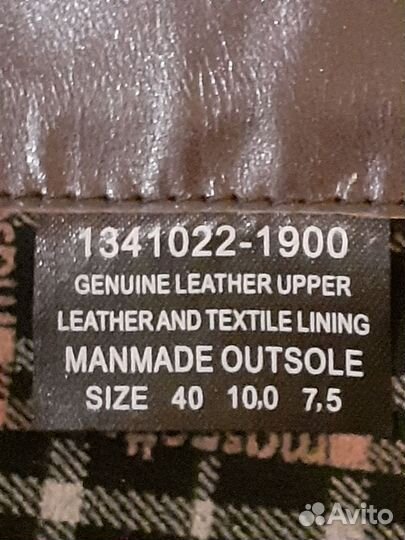 1341022-1900
GENUINE LEATHER UPPER
LEATHER AND TEXTILE LINING
MANMADE OUTSOLE
SIZE 40 10,0 7,5
Avito